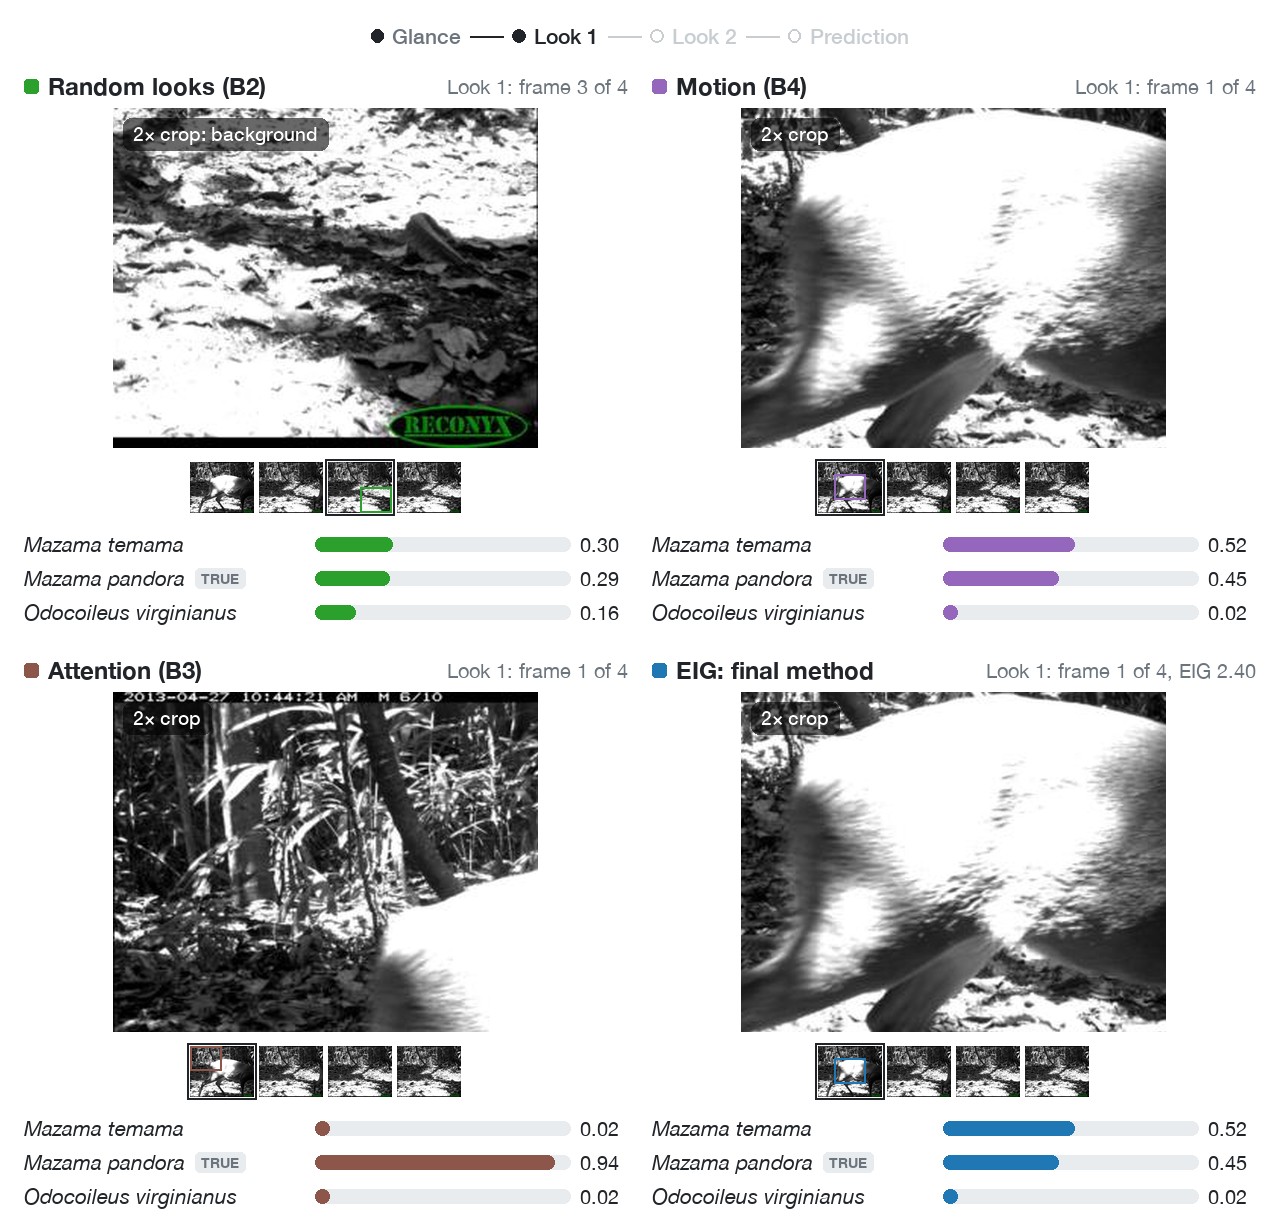 Glance Look 1 Look 2 Prediction
Random looks (B2) Look 1: frame 3 of 4
2× crop: background
RECONYX
Mazama temama 0.30
Mazama pandora TRUE 0.29
Odocoileus virginianus 0.16
Motion (B4) Look 1: frame 1 of 4
2× crop
Mazama temama 0.52
Mazama pandora TRUE 0.45
Odocoileus virginianus 0.02
Attention (B3) Look 1: frame 1 of 4
2013-04-27 10:44:21 AM M 6/10
2× crop
Mazama temama 0.02
Mazama pandora TRUE 0.94
Odocoileus virginianus 0.02
EIG: final method Look 1: frame 1 of 4, EIG 2.40
2× crop
Mazama temama 0.52
Mazama pandora TRUE 0.45
Odocoileus virginianus 0.02